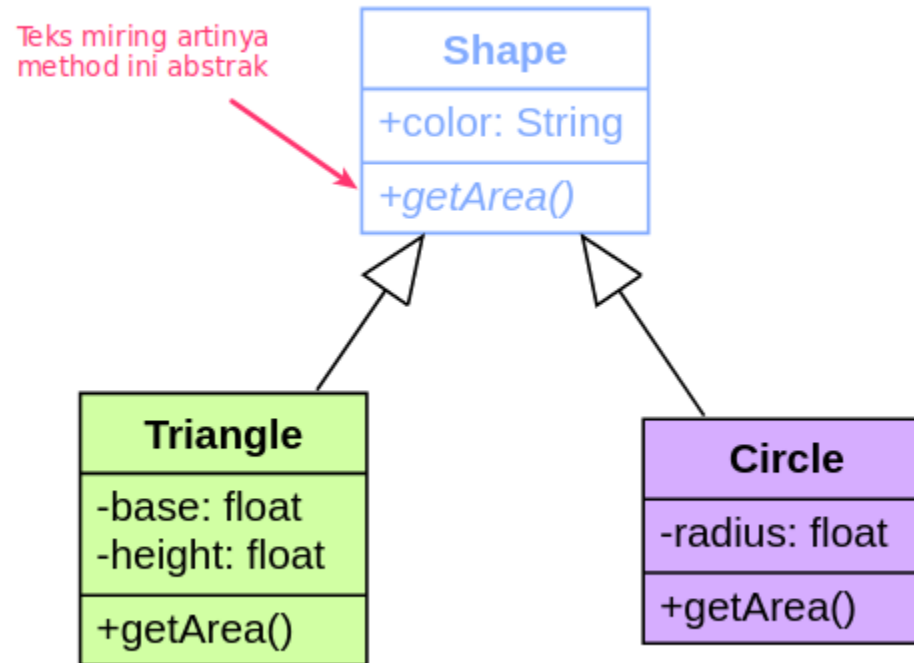 Teks miring artinya
method ini abstrak
Shape
+color: String
+getArea()
Triangle
-base: float
-height: float
+getArea()
Circle
-radius: float
+getArea()